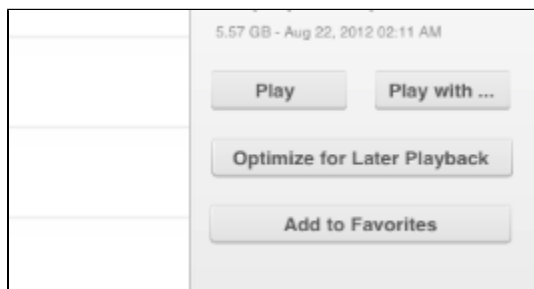 5.57 GB - Aug 22, 2012 02:11 AM
Play
Play with ...
Optimize for Later Playback
Add to Favorites